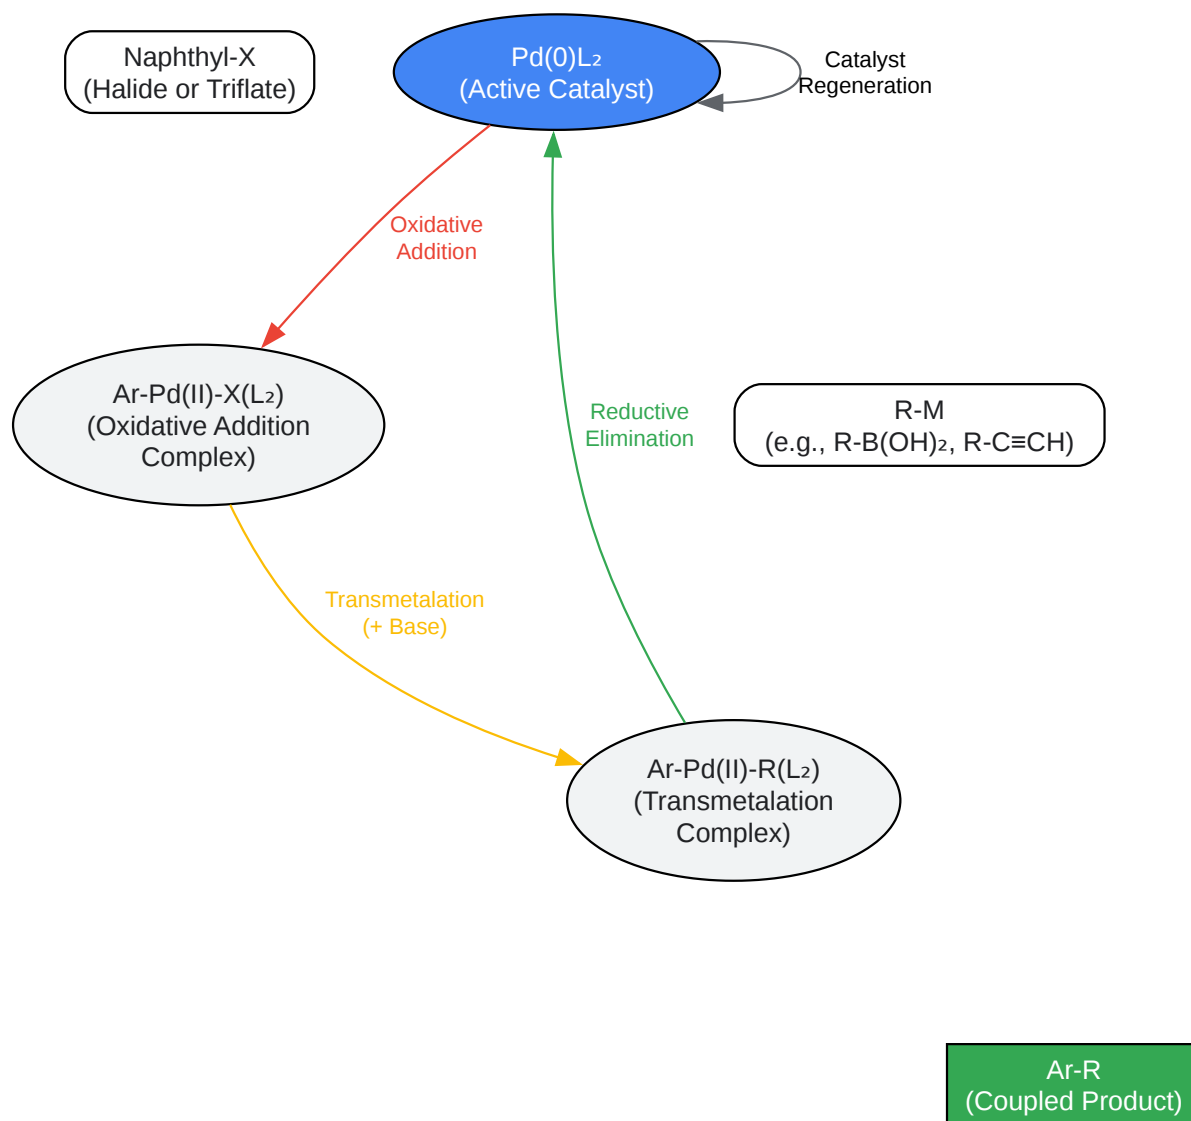 Naphthyl-X
(Halide or Triflate)
Pd(0)L₂
(Active Catalyst)
Catalyst
Regeneration
Oxidative
Addition
Ar-Pd(II)-X(L₂)
(Oxidative Addition
Complex)
Reductive
Elimination
R-M
(e.g., R-B(OH)₂, R-C≡CH)
Transmetalation
(+ Base)
Ar-Pd(II)-R(L₂)
(Transmetalation
Complex)
Ar-R
(Coupled Product)